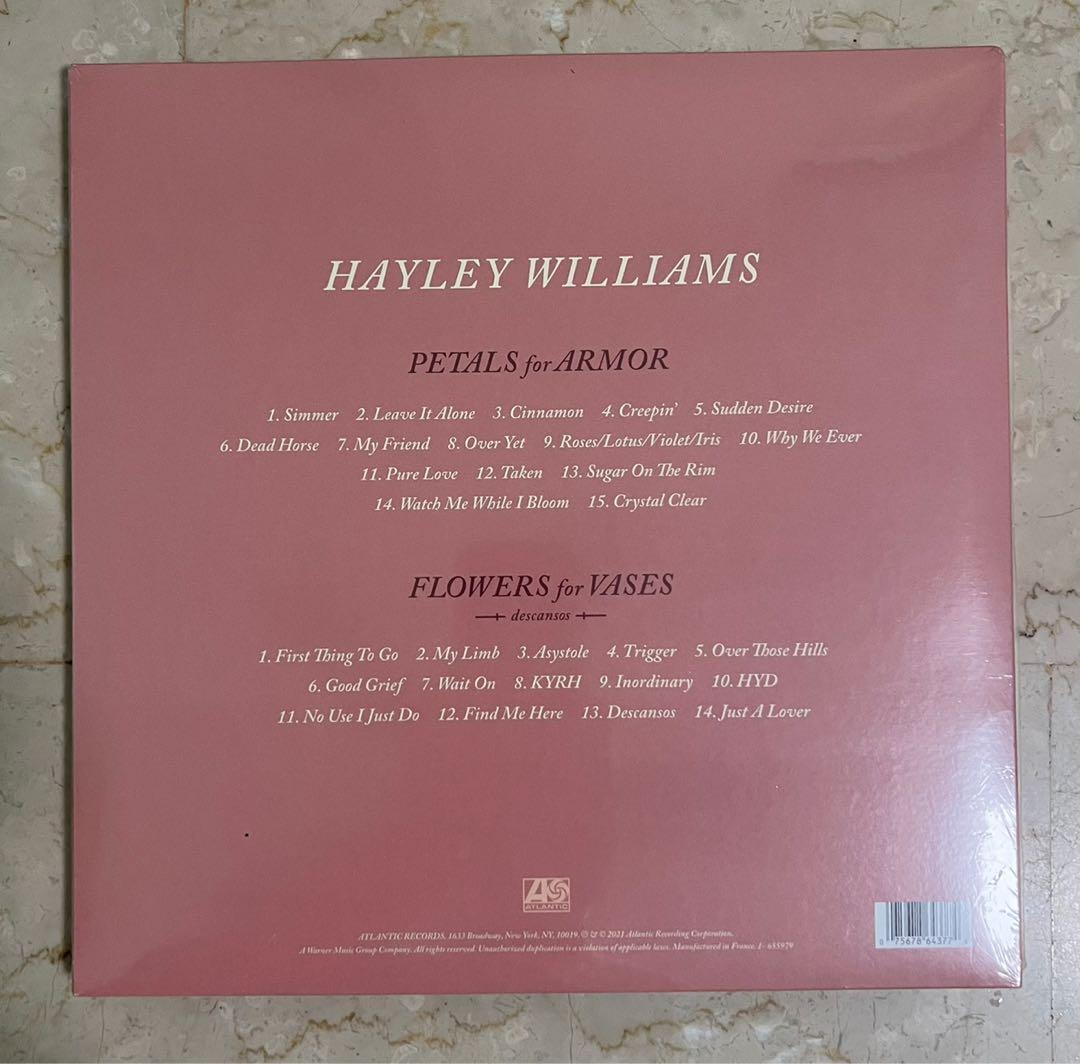 HAYLEY WILLIAMS
PETALS for ARMOR
1. Simmer 2. Leave It Alone 3. Cinnamon 4. Creepin' 5. Sudden Desire
6. Dead Horse 7. My Friend 8. Over Yet 9. Roses/Lotus/Violet/Iris 10. Why We Ever
11. Pure Love 12. Taken 13. Sugar On The Rim
14. Watch Me While I Bloom 15. Crystal Clear
FLOWERS for VASES
descansos
1. First Thing To Go 2. My Limb 3. Asystole 4. Trigger 5. Over Those Hills
6. Good Grief 7. Wait On 8. KYRH 9. Inordinary 10. HYD
11. No Use I Just Do 12. Find Me Here 13. Descansos 14. Just A Lover
ATLANTIC
ATLANTIC RECORDS, 1633 Broadway, New York, NY, 10019. ℗ & © 2021 Atlantic Recording Corporation.
A Warner Music Group Company. All rights reserved. Unauthorized duplication is a violation of applicable laws. Manufactured in France. 1- 655979
0 75678 64377